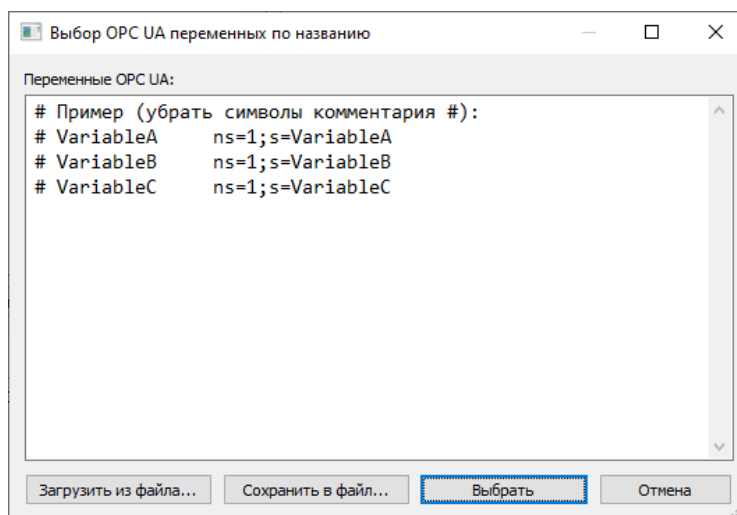 Выбор OPC UA переменных по названию
Переменные OPC UA:
# Пример (убрать символы комментария #):
# VariableA     ns=1;s=VariableA
# VariableB     ns=1;s=VariableB
# VariableC     ns=1;s=VariableC
Загрузить из файла... Сохранить в файл... Выбрать Отмена